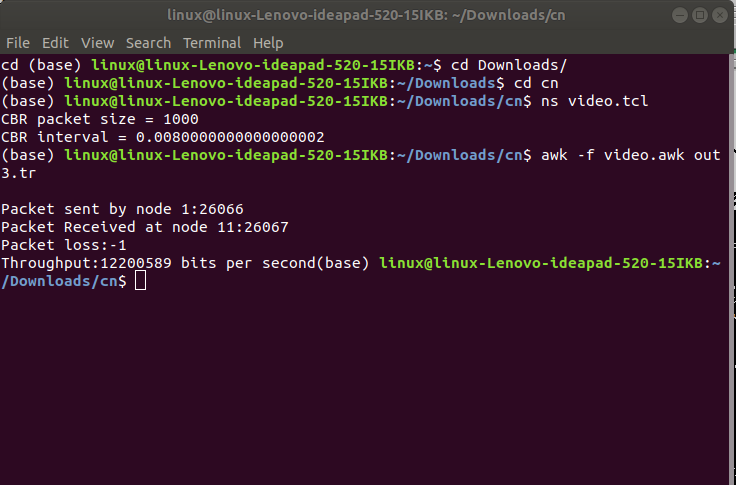 linux@linux-Lenovo-ideapad-520-15IKB: ~/Downloads/cn
File Edit View Search Terminal Help
cd (base) linux@linux-Lenovo-ideapad-520-15IKB:~$ cd Downloads/
(base) linux@linux-Lenovo-ideapad-520-15IKB:~/Downloads$ cd cn
(base) linux@linux-Lenovo-ideapad-520-15IKB:~/Downloads/cn$ ns video.tcl
CBR packet size = 1000
CBR interval = 0.0080000000000000002
(base) linux@linux-Lenovo-ideapad-520-15IKB:~/Downloads/cn$ awk -f video.awk out
3.tr
Packet sent by node 1:26066
Packet Received at node 11:26067
Packet loss:-1
Throughput:12200589 bits per second(base) linux@linux-Lenovo-ideapad-520-15IKB:~
/Downloads/cn$